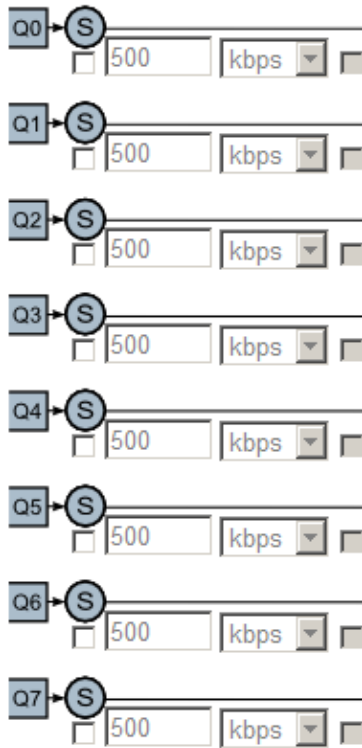 Q0 S
500 kbps
Q1 S
500 kbps
Q2 S
500 kbps
Q3 S
500 kbps
Q4 S
500 kbps
Q5 S
500 kbps
Q6 S
500 kbps
Q7 S
500 kbps